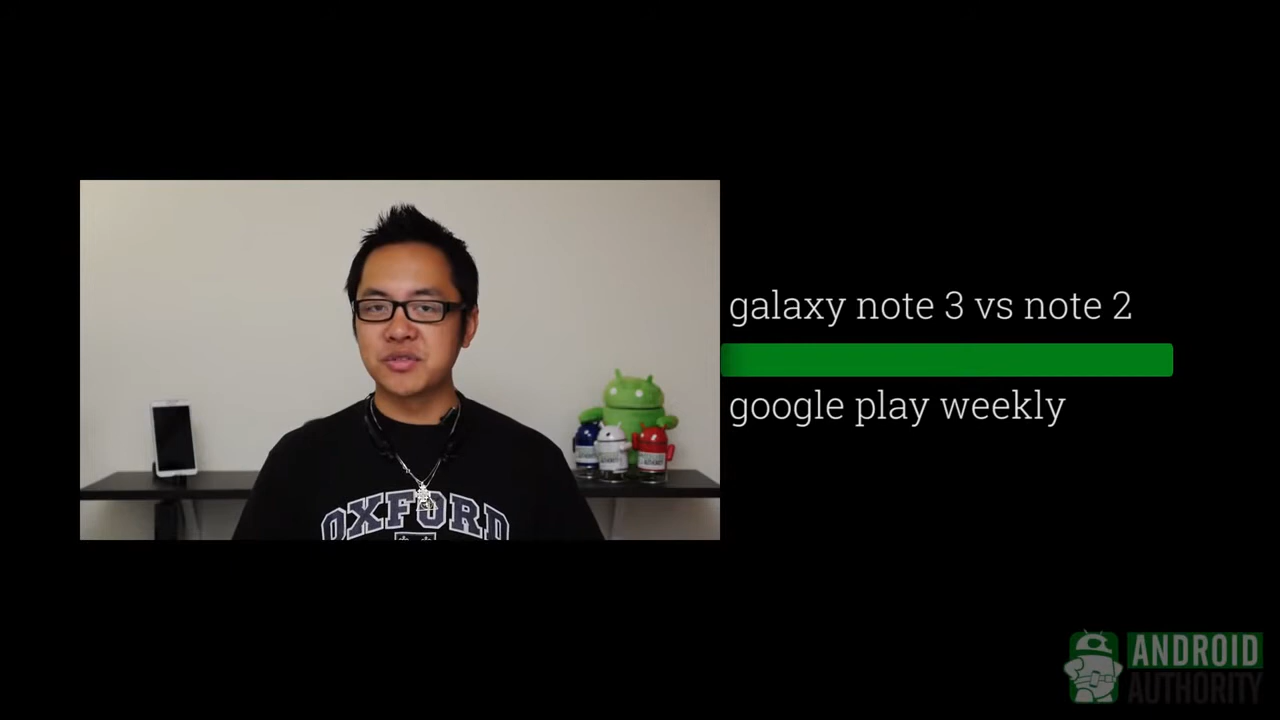 galaxy note 3 vs note 2
google play weekly
OXFORD
ANDROID
AUTHORITY